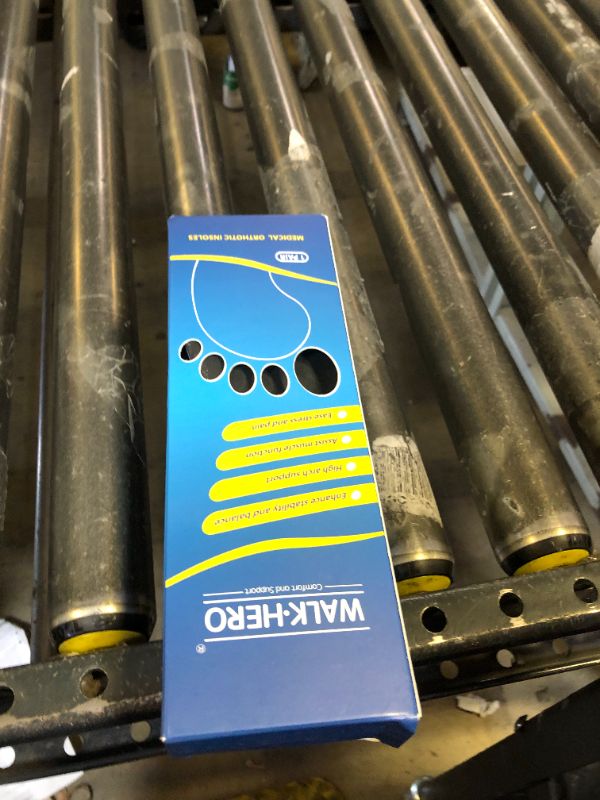 WALK·HERO®
Comfort and Support
Enhance stability and balance
High arch support
Assist muscle function
Ease stress and pain
1 PAIR
MEDICAL ORTHOTIC INSOLES